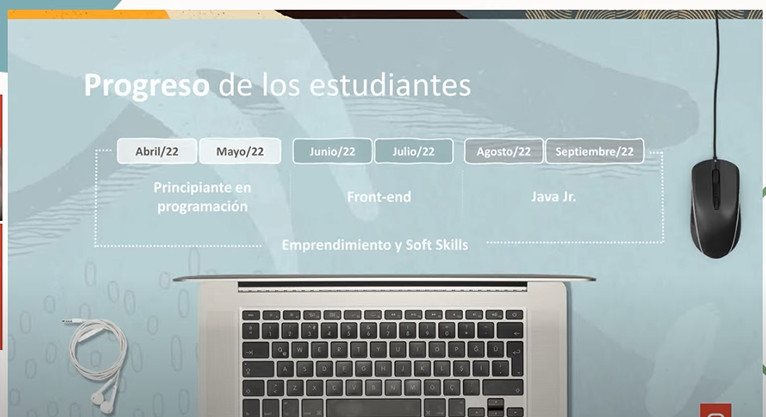 Progreso de los estudiantes
Abril/22 Mayo/22 Junio/22 Julio/22 Agosto/22 Septiembre/22
Principiante en
programación
Front-end
Java Jr.
Emprendimiento y Soft Skills